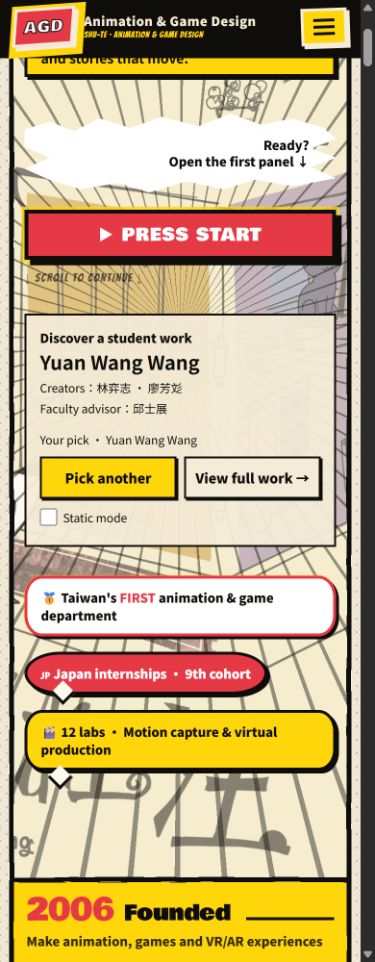 AGD
Animation & Game Design
SHU-TE · ANIMATION & GAME DESIGN
and stories that move.
Ready?
Open the first panel ↓
▶ PRESS START
SCROLL TO CONTINUE
Discover a student work
Yuan Wang Wang
Creators：林弈志 · 廖芳彣
Faculty advisor：邱士展
Your pick · Yuan Wang Wang
Pick another
View full work →
Static mode
🥇 Taiwan's FIRST animation & game
department
JP Japan internships · 9th cohort
🎬 12 labs · Motion capture & virtual
production
2006 Founded
Make animation, games and VR/AR experiences